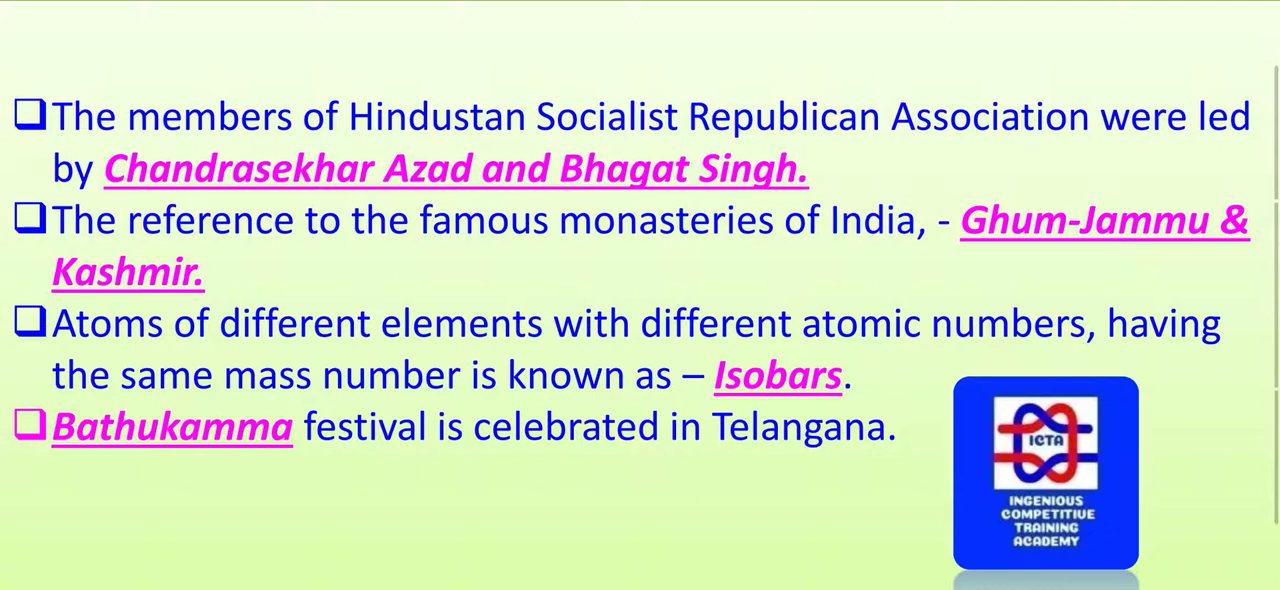 ❑The members of Hindustan Socialist Republican Association were led
by Chandrasekhar Azad and Bhagat Singh.
❑The reference to the famous monasteries of India, - Ghum-Jammu &
Kashmir.
❑Atoms of different elements with different atomic numbers, having
the same mass number is known as – Isobars.
❑Bathukamma festival is celebrated in Telangana.
ICTA
INGENIOUS
COMPETITIVE
TRAINING
ACADEMY